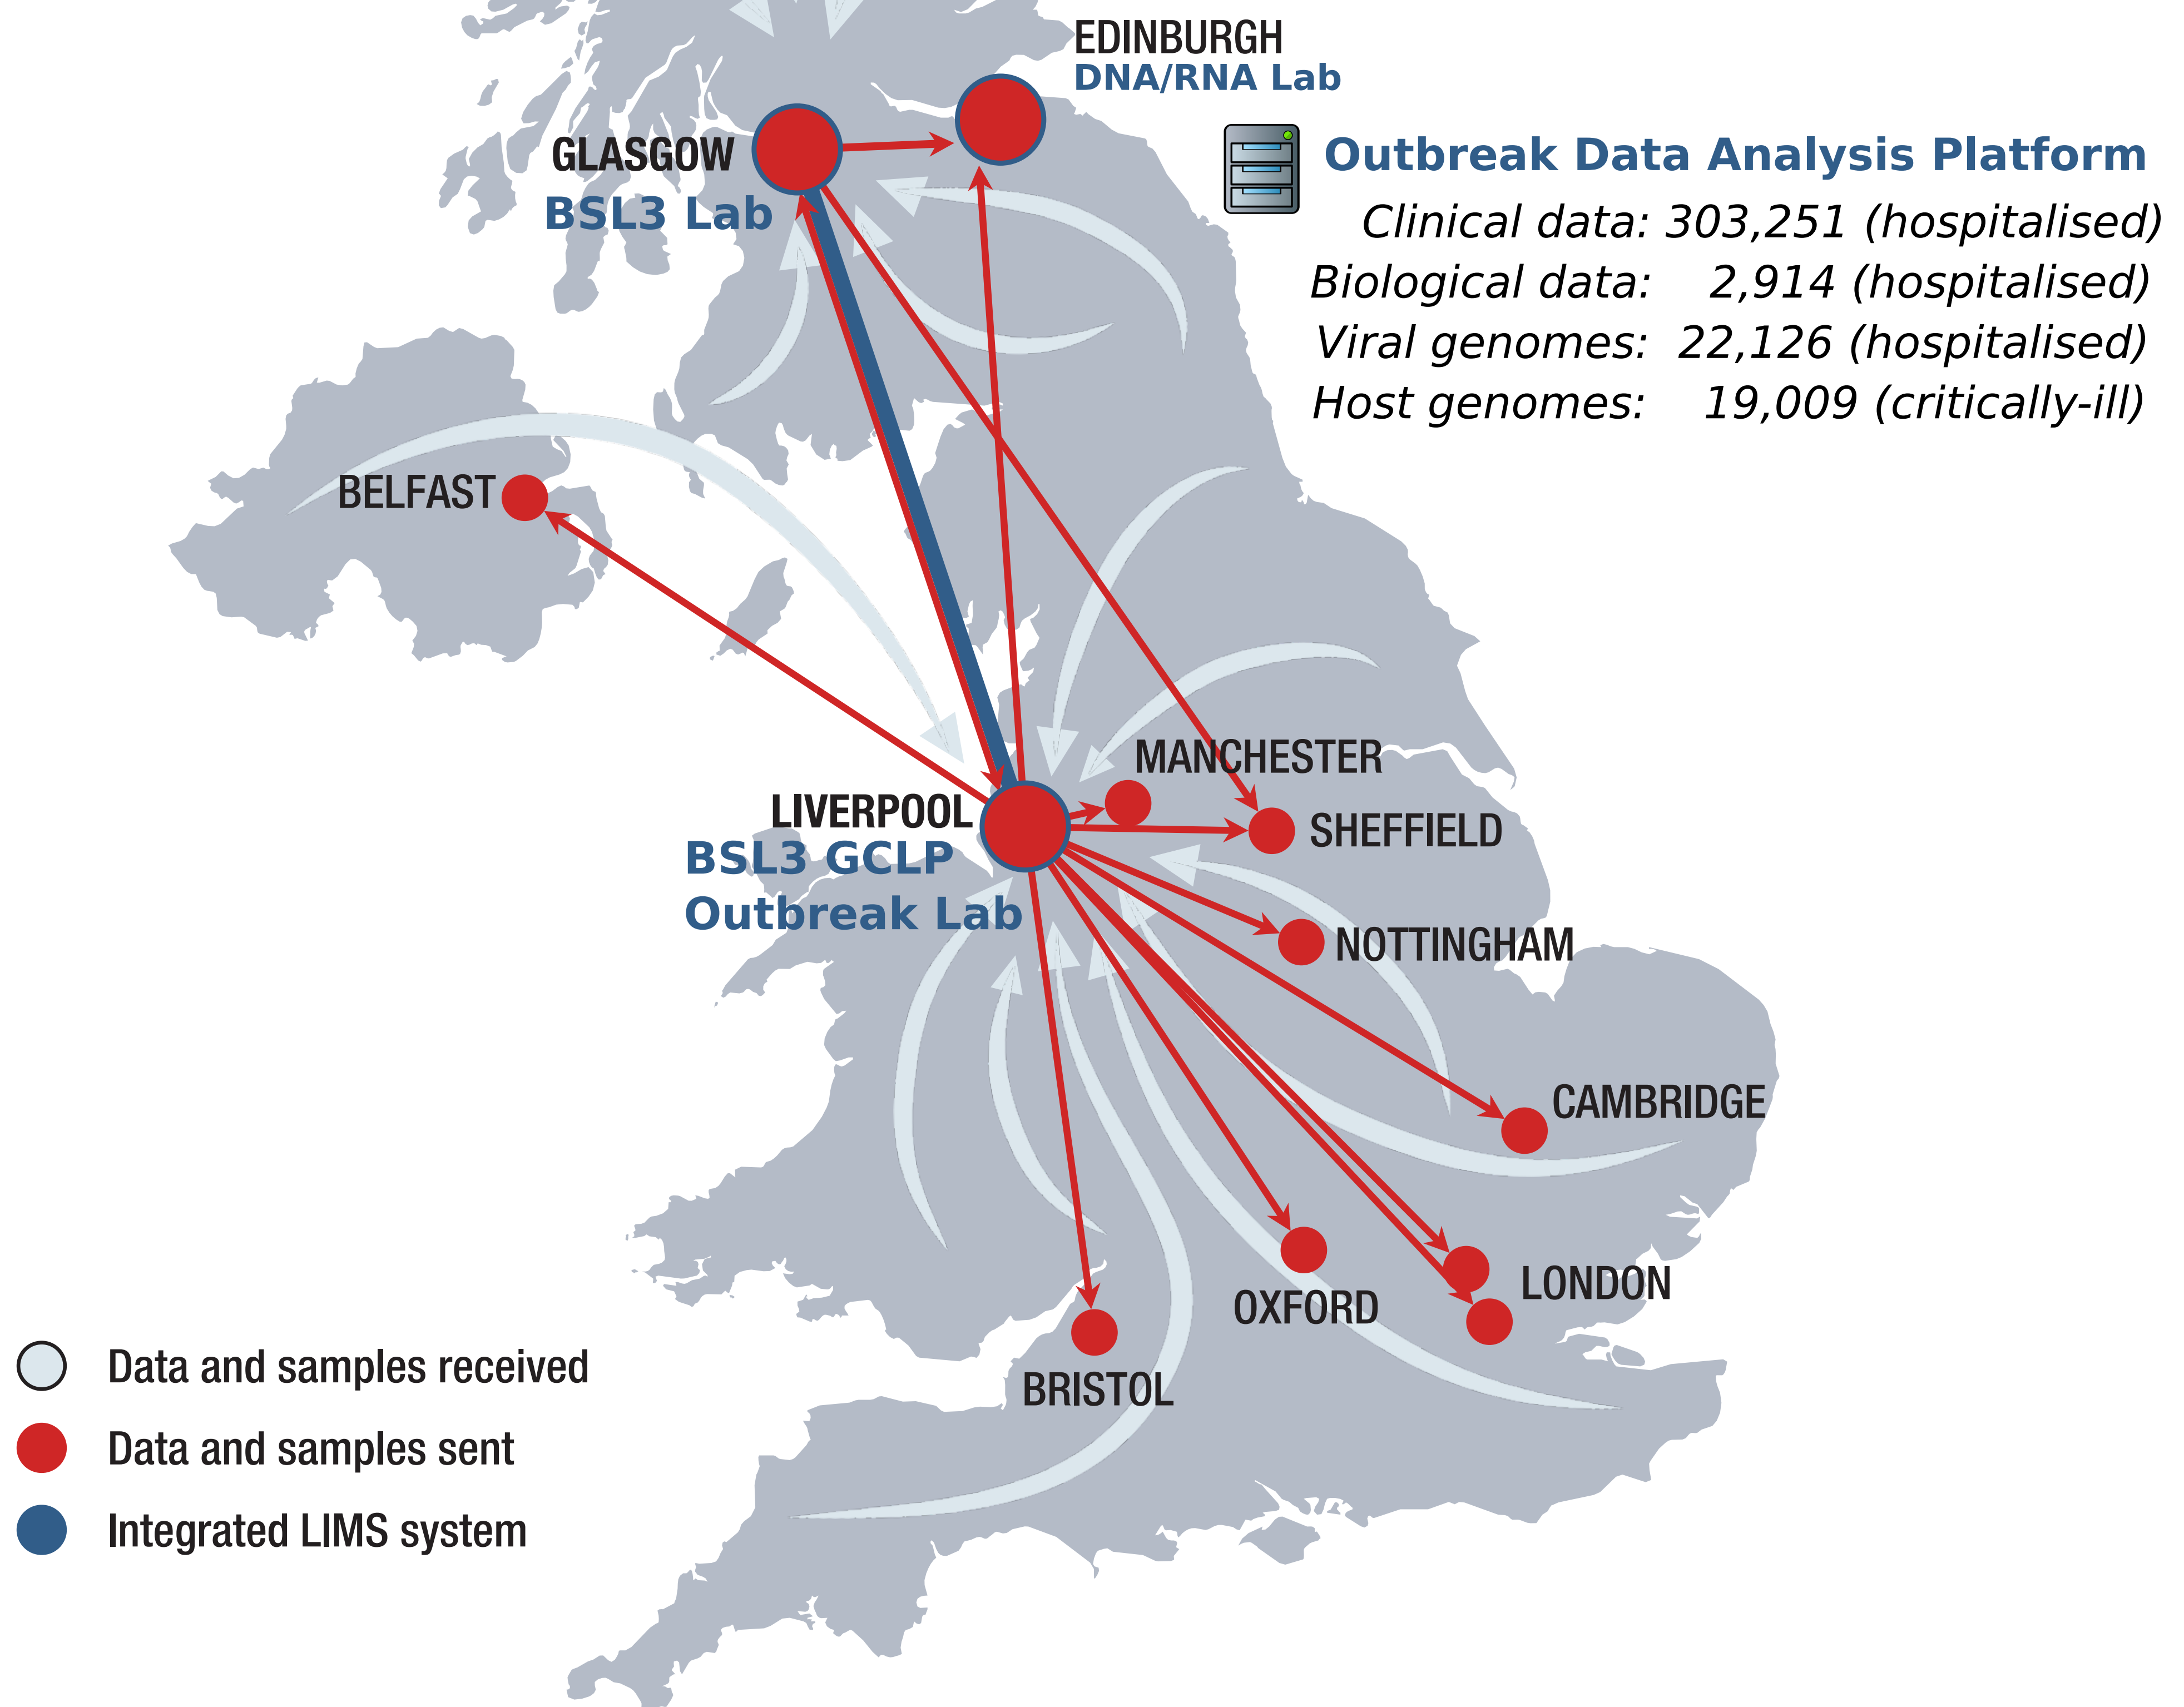 EDINBURGH
DNA/RNA Lab
GLASGOW
BSL3 Lab
Outbreak Data Analysis Platform
Clinical data: 303,251 (hospitalised)
Biological data: 2,914 (hospitalised)
Viral genomes: 22,126 (hospitalised)
Host genomes: 19,009 (critically-ill)
BELFAST
MANCHESTER
LIVERPOOL
BSL3 GCLP
Outbreak Lab
SHEFFIELD
NOTTINGHAM
CAMBRIDGE
LONDON
OXFORD
BRISTOL
Data and samples received
Data and samples sent
Integrated LIMS system